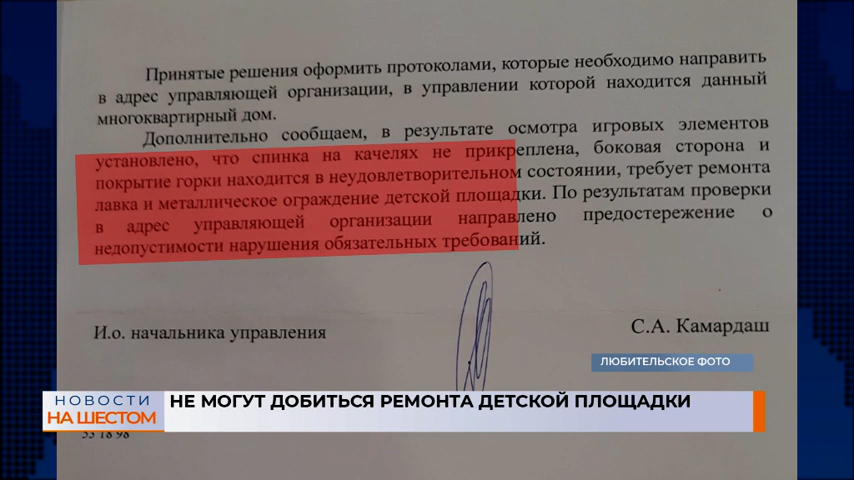 Принятые решения оформить протоколами, которые необходимо направить
в адрес управляющей организации, в управлении которой находится данный
многоквартирный дом.
Дополнительно сообщаем, в результате осмотра игровых элементов
установлено, что спинка на качелях не прикреплена, боковая сторона и
покрытие горки находится в неудовлетворительном состоянии, требует ремонта
лавка и металлическое ограждение детской площадки. По результатам проверки
в адрес управляющей организации направлено предостережение о
недопустимости нарушения обязательных требований.
И.о. начальника управления
С.А. Камардаш
ЛЮБИТЕЛЬСКОЕ ФОТО
НОВОСТИ
НА ШЕСТОМ
НЕ МОГУТ ДОБИТЬСЯ РЕМОНТА ДЕТСКОЙ ПЛОЩАДКИ